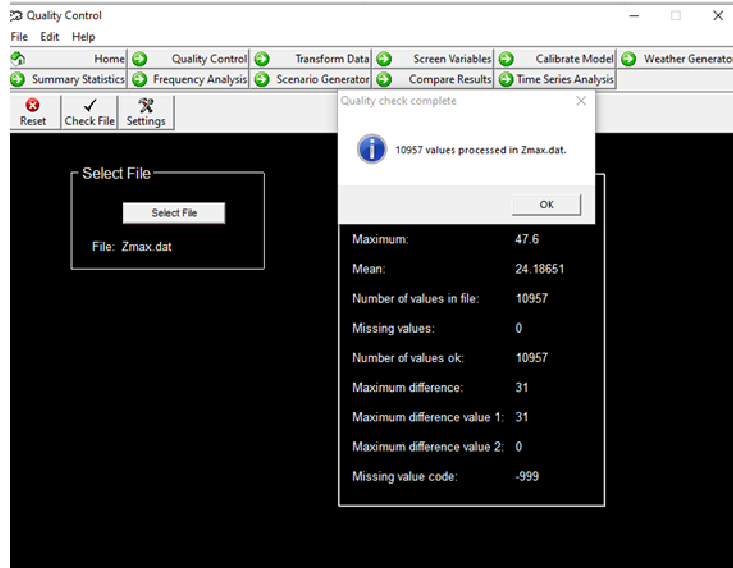 Quality Control
File Edit Help
Home Quality Control Transform Data Screen Variables Calibrate Model Weather Generator
Summary Statistics Frequency Analysis Scenario Generator Compare Results Time Series Analysis
Reset Check File Settings
Quality check complete
10957 values processed in Zmax.dat.
OK
Select File
Select File
File: Zmax.dat
Maximum: 47.6
Mean: 24.18651
Number of values in file: 10957
Missing values: 0
Number of values ok: 10957
Maximum difference: 31
Maximum difference value 1: 31
Maximum difference value 2: 0
Missing value code: -999